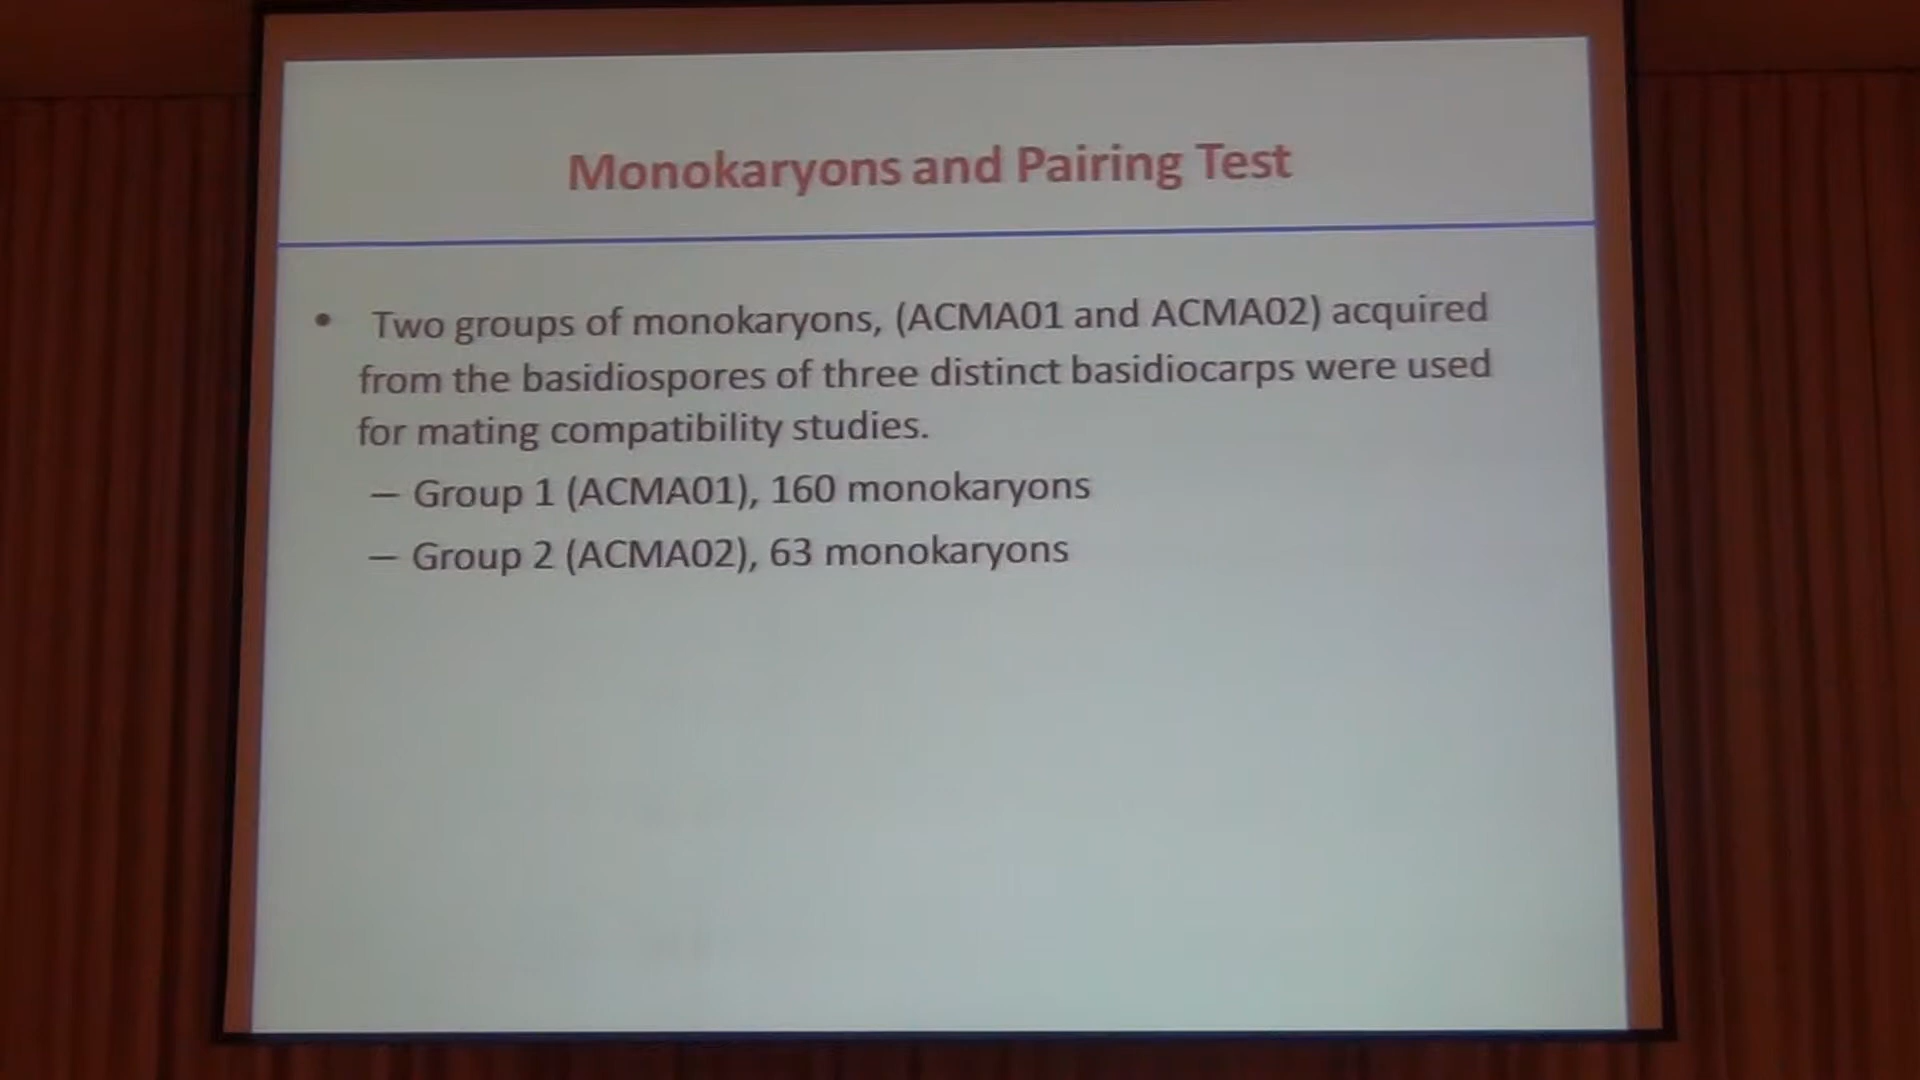 Monokaryons and Pairing Test
• Two groups of monokaryons, (ACMA01 and ACMA02) acquired
from the basidiospores of three distinct basidiocarps were used
for mating compatibility studies.
– Group 1 (ACMA01), 160 monokaryons
– Group 2 (ACMA02), 63 monokaryons